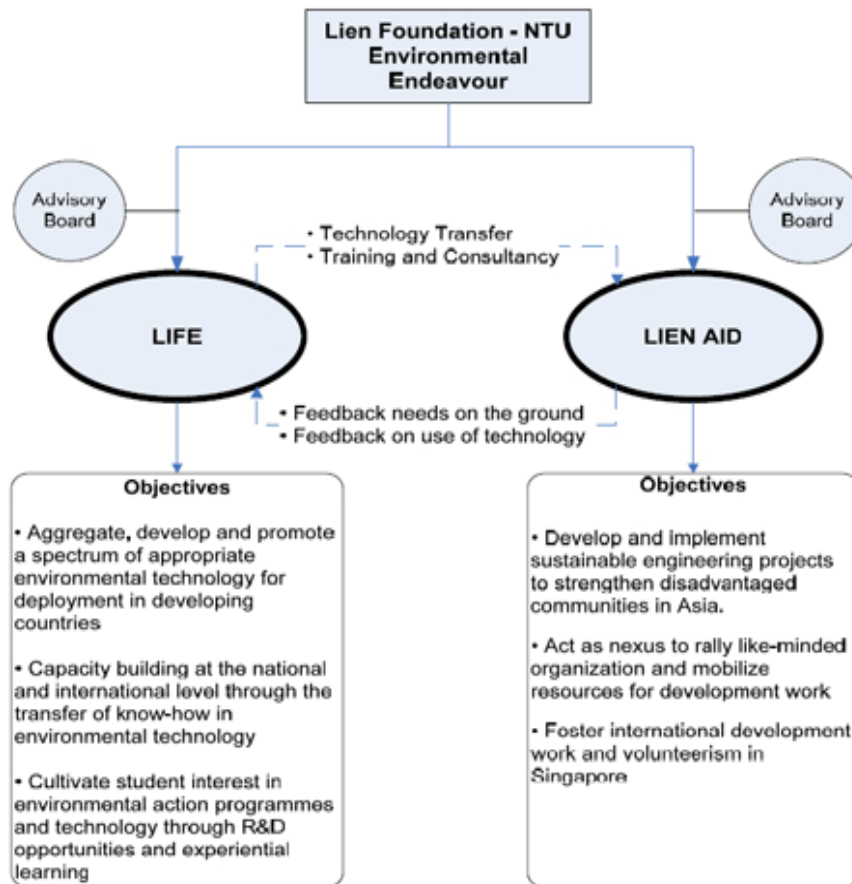 Lien Foundation - NTU
Environmental
Endeavour
Advisory
Board
Advisory
Board
• Technology Transfer
• Training and Consultancy
LIFE
LIEN AID
• Feedback needs on the ground
• Feedback on use of technology
Objectives
• Aggregate, develop and promote
a spectrum of appropriate
environmental technology for
deployment in developing
countries
• Capacity building at the national
and international level through the
transfer of know-how in
environmental technology
• Cultivate student interest in
environmental action programmes
and technology through R&D
opportunities and experiential
learning
Objectives
• Develop and implement
sustainable engineering projects
to strengthen disadvantaged
communities in Asia.
• Act as nexus to rally like-minded
organization and mobilize
resources for development work
• Foster international development
work and volunteerism in
Singapore